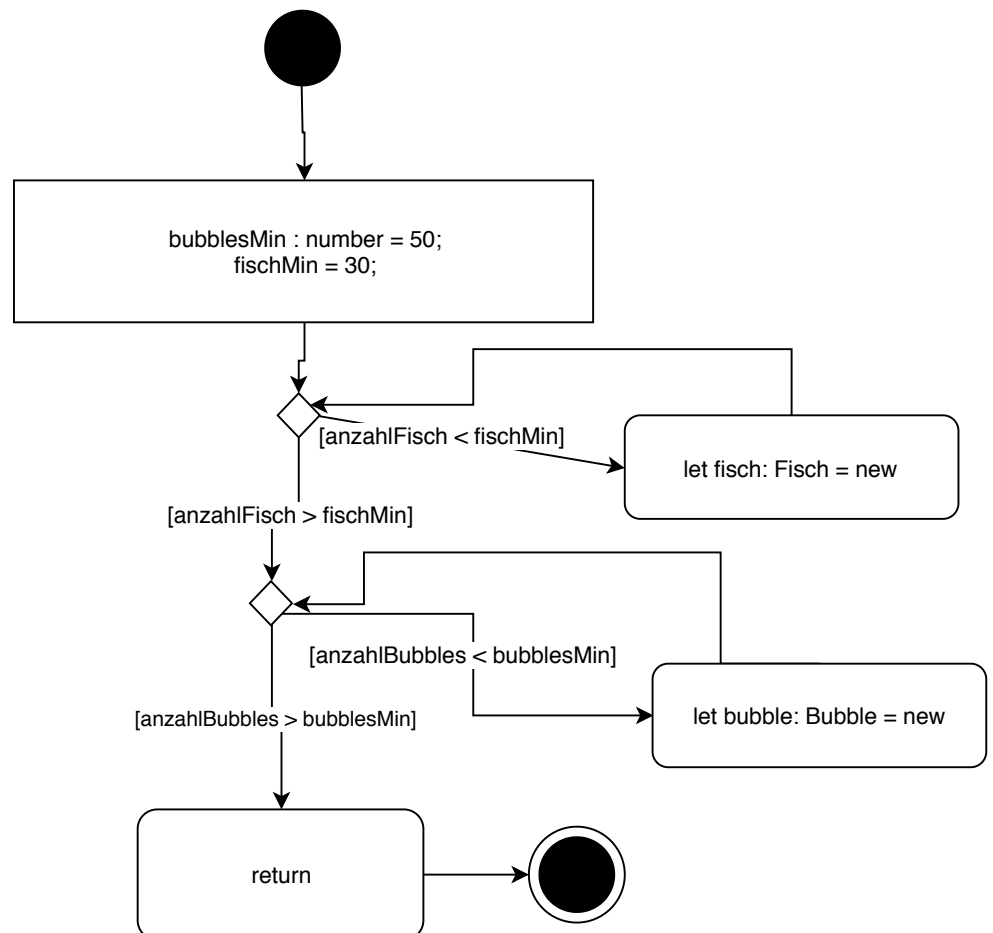 bubblesMin : number = 50;
fischMin = 30;
[anzahlFisch < fischMin]
let fisch: Fisch = new
[anzahlFisch > fischMin]
[anzahlBubbles < bubblesMin]
let bubble: Bubble = new
[anzahlBubbles > bubblesMin]
return